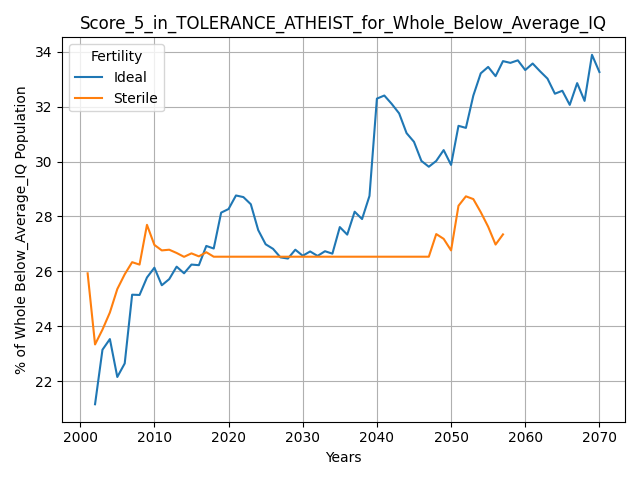 Score_5_in_TOLERANCE_ATHEIST_for_Whole_Below_Average_IQ
Fertility
Ideal
Sterile
% of Whole Below_Average_IQ Population
34
32
30
28
26
24
22
2000 2010 2020 2030 2040 2050 2060 2070
Years